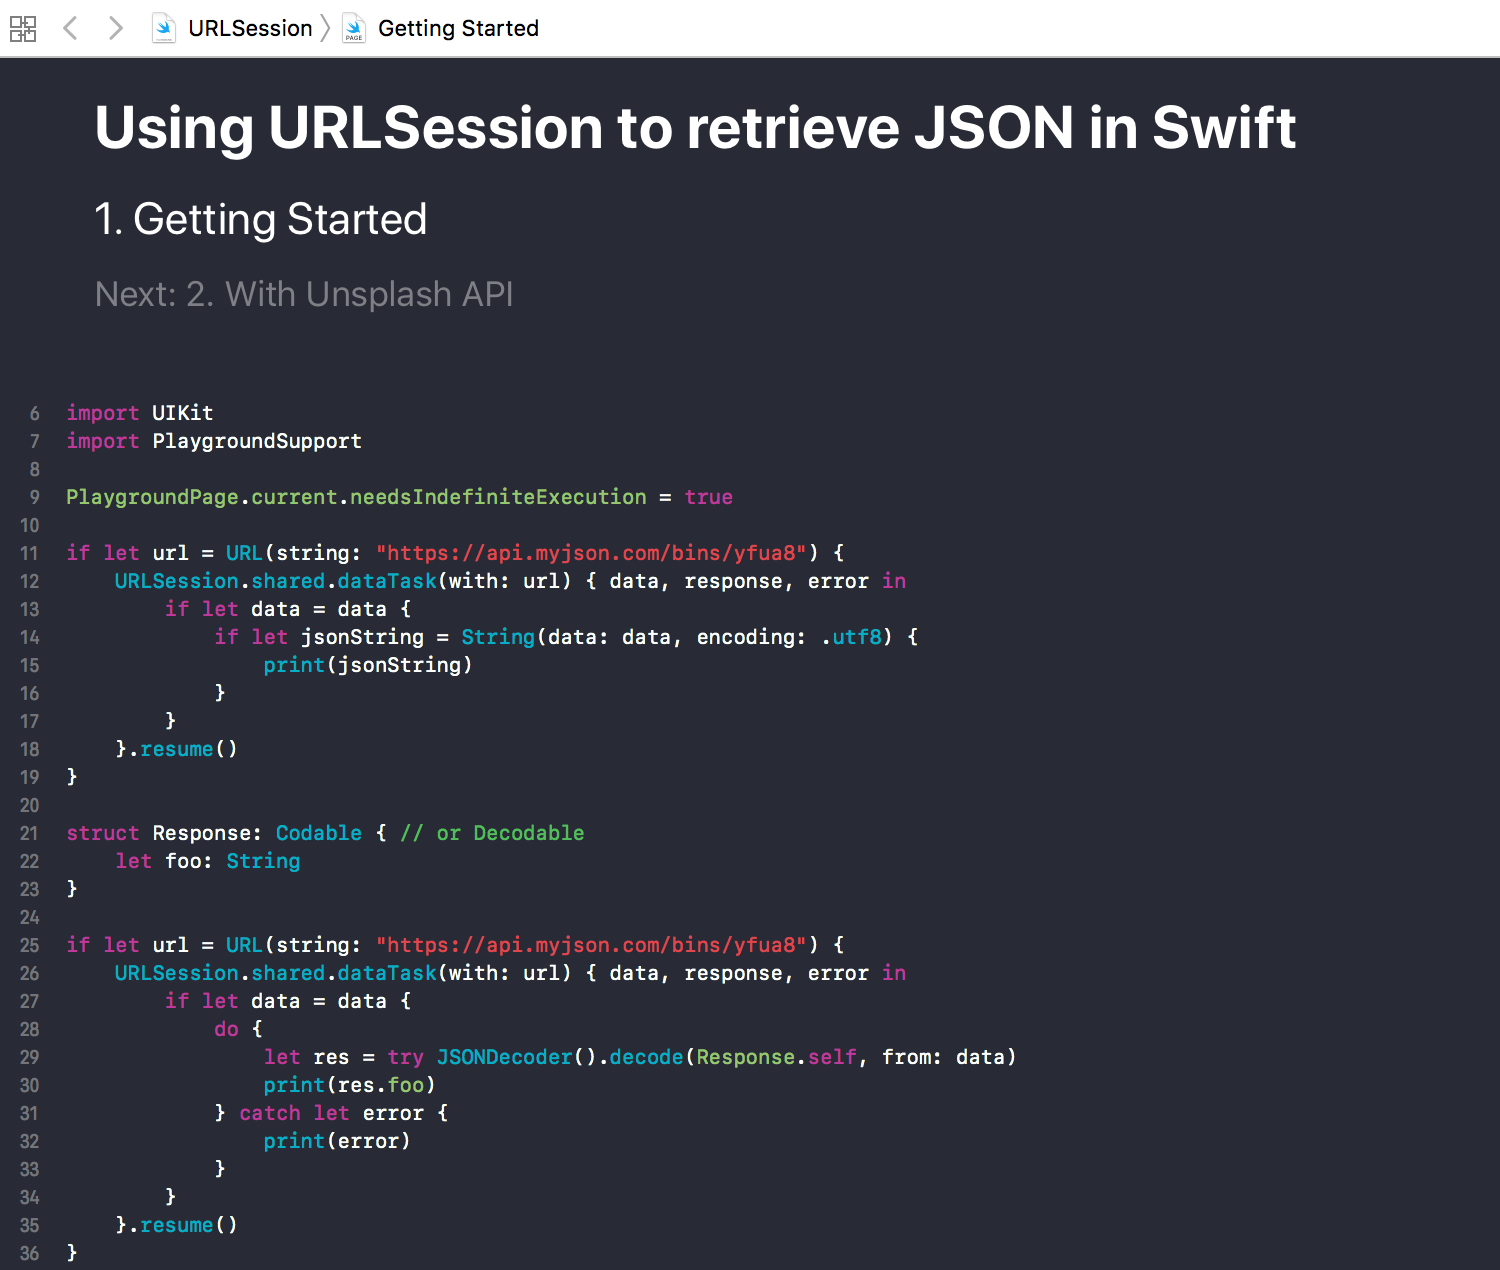 URLSession
Getting Started
Using URLSession to retrieve JSON in Swift
1. Getting Started
Next: 2. With Unsplash API
6 import UIKit
7 import PlaygroundSupport
8
9 PlaygroundPage.current.needsIndefiniteExecution = true
10
11 if let url = URL(string: "https://api.myjson.com/bins/yfua8") {
12     URLSession.shared.dataTask(with: url) { data, response, error in
13         if let data = data {
14             if let jsonString = String(data: data, encoding: .utf8) {
15                 print(jsonString)
16             }
17         }
18     }.resume()
19 }
20
21 struct Response: Codable { // or Decodable
22     let foo: String
23 }
24
25 if let url = URL(string: "https://api.myjson.com/bins/yfua8") {
26     URLSession.shared.dataTask(with: url) { data, response, error in
27         if let data = data {
28             do {
29                 let res = try JSONDecoder().decode(Response.self, from: data)
30                 print(res.foo)
31             } catch let error {
32                 print(error)
33             }
34         }
35     }.resume()
36 }